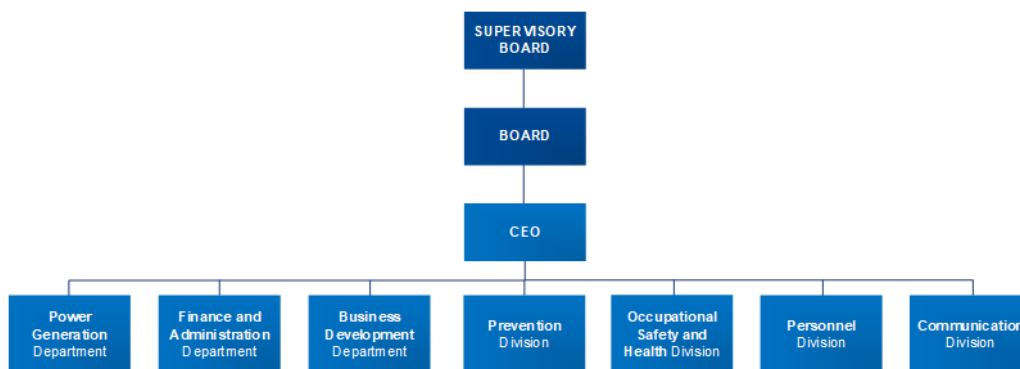 SUPERVISORY
BOARD
BOARD
CEO
Power
Generation
Department
Finance and
Administration
Department
Business
Development
Department
Prevention
Division
Occupational
Safety and
Health Division
Personnel
Division
Communication
Division